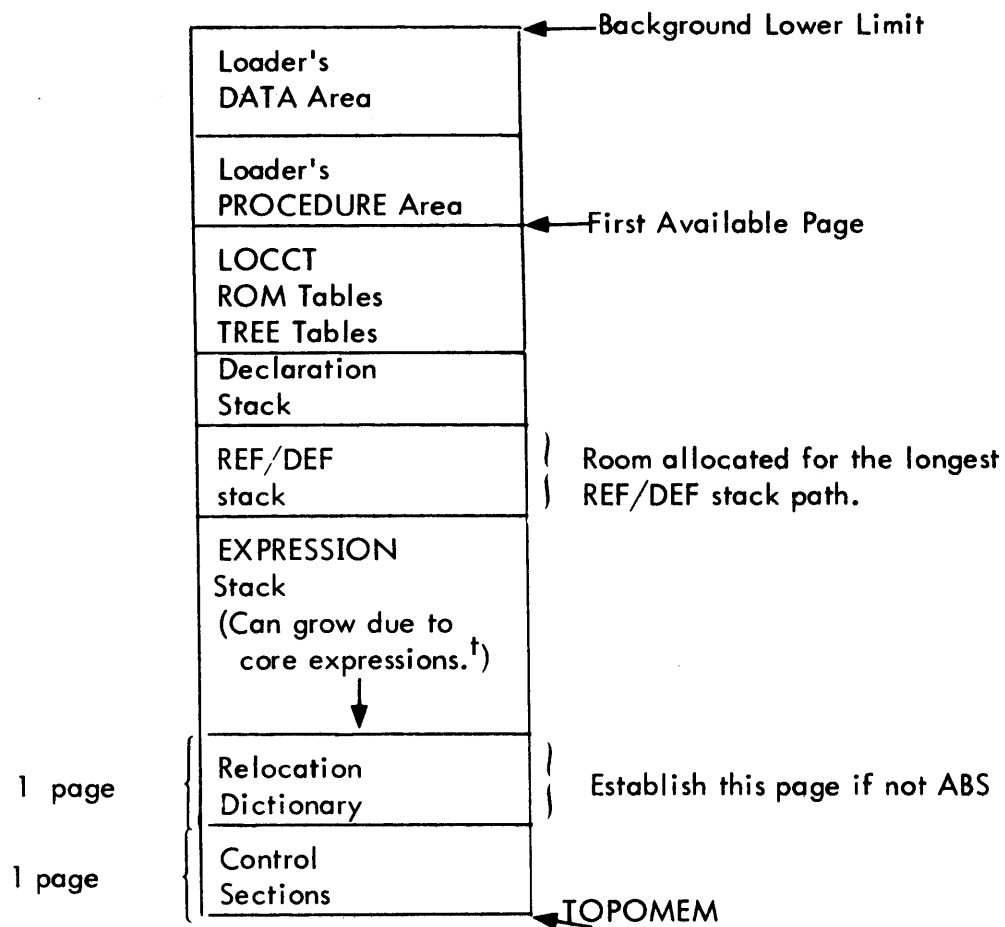 Background Lower Limit
Loader's
DATA Area
Loader's
PROCEDURE Area
First Available Page
LOCCT
ROM Tables
TREE Tables
Declaration
Stack
REF/DEF
stack
Room allocated for the longest
REF/DEF stack path.
EXPRESSION
Stack
(Can grow due to
core expressions.†)
1 page
Relocation
Dictionary
Establish this page if not ABS
1 page
Control
Sections
TOPOMEM